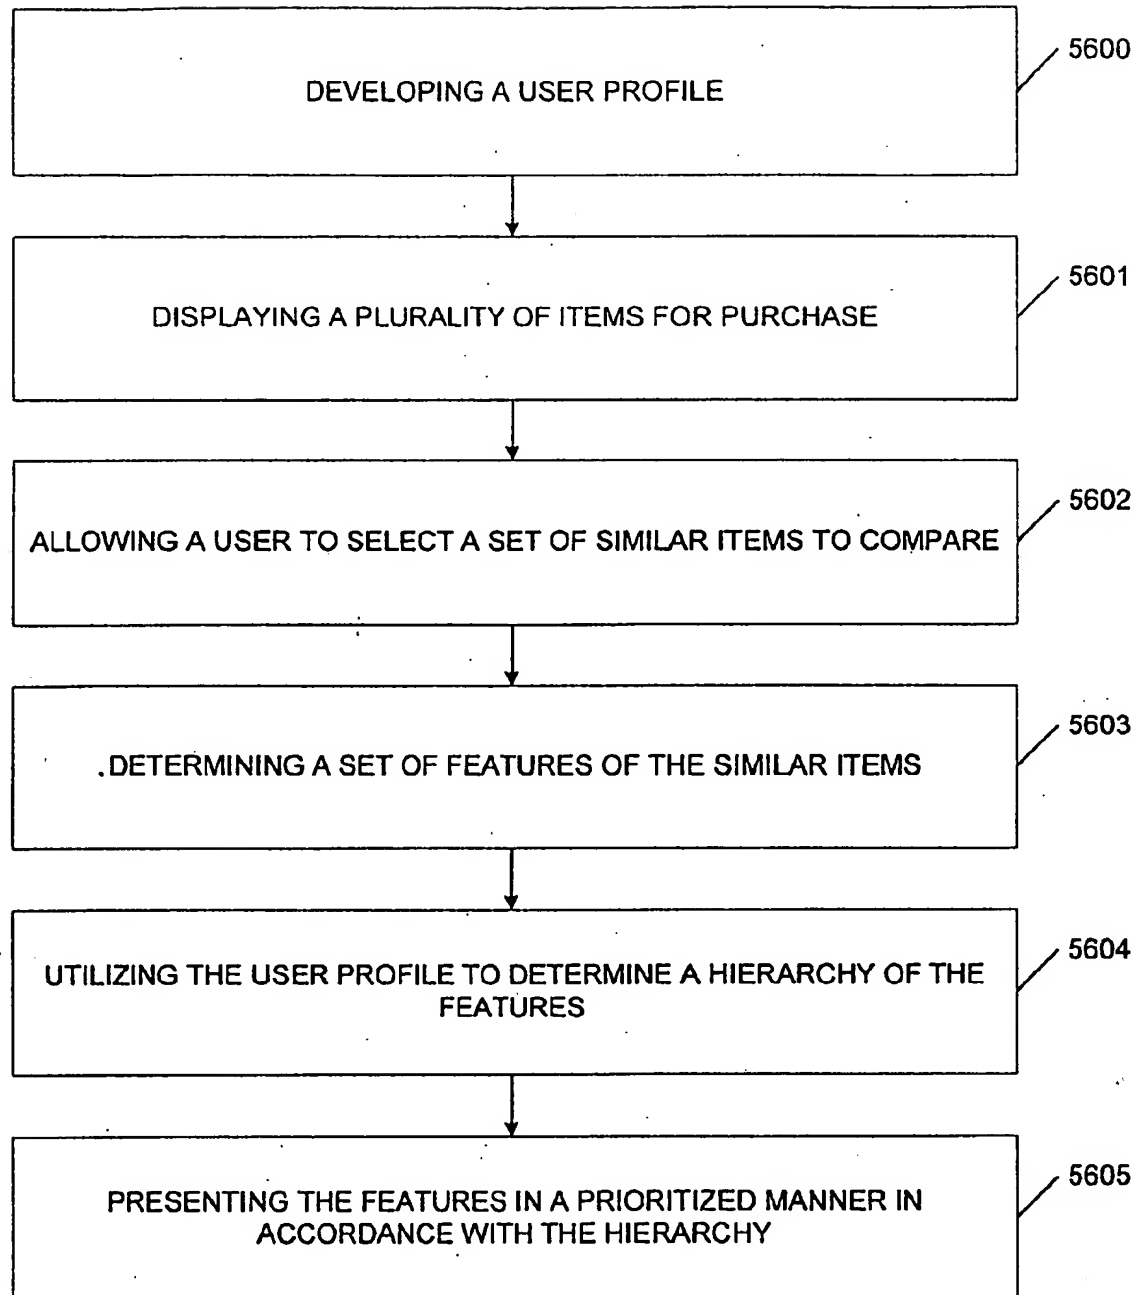 DEVELOPING A USER PROFILE
5600
DISPLAYING A PLURALITY OF ITEMS FOR PURCHASE
5601
ALLOWING A USER TO SELECT A SET OF SIMILAR ITEMS TO COMPARE
5602
DETERMINING A SET OF FEATURES OF THE SIMILAR ITEMS
5603
UTILIZING THE USER PROFILE TO DETERMINE A HIERARCHY OF THE
FEATURES
5604
PRESENTING THE FEATURES IN A PRIORITIZED MANNER IN
ACCORDANCE WITH THE HIERARCHY
5605